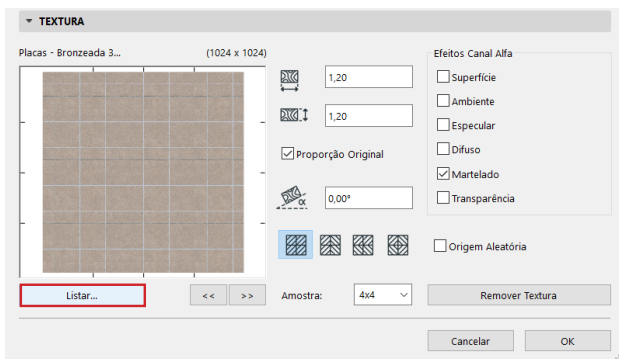 TEXTURA
Placas - Bronzeada 3... (1024 x 1024)
1,20
1,20
Proporção Original
α 0,00°
Efeitos Canal Alfa
Superfície
Ambiente
Especular
Difuso
Martelado
Transparência
Origem Aleatória
Listar... << >> Amostra: 4x4 Remover Textura
Cancelar OK